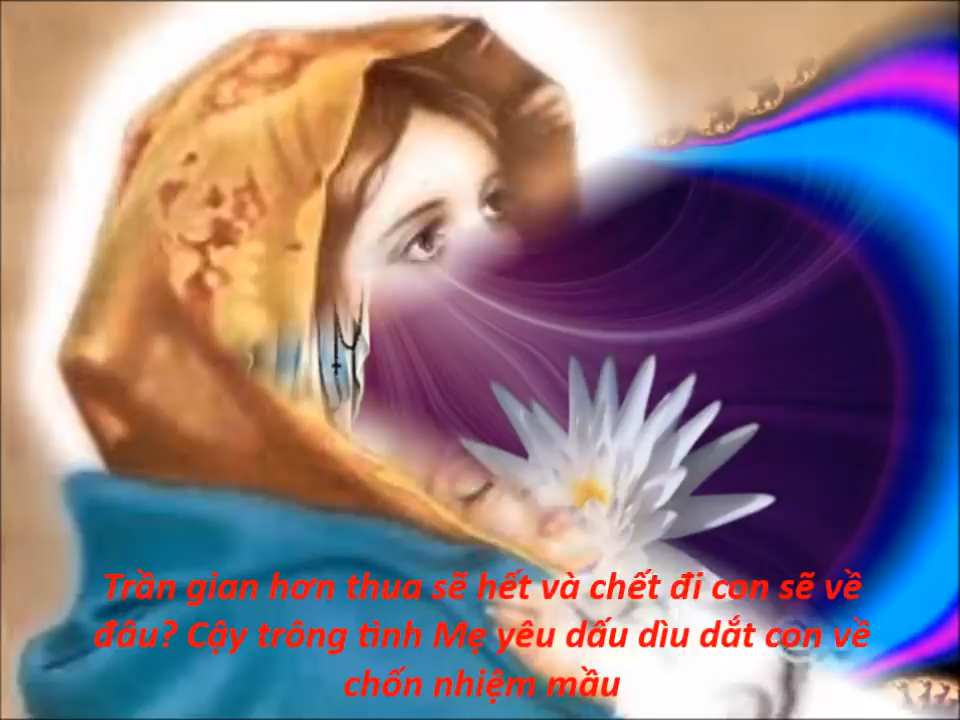 Trần gian hơn thua sẽ hết và chết đi con sẽ về
đâu? Cậy trông tình Mẹ yêu dấu dìu dắt con về
chốn nhiệm mầu